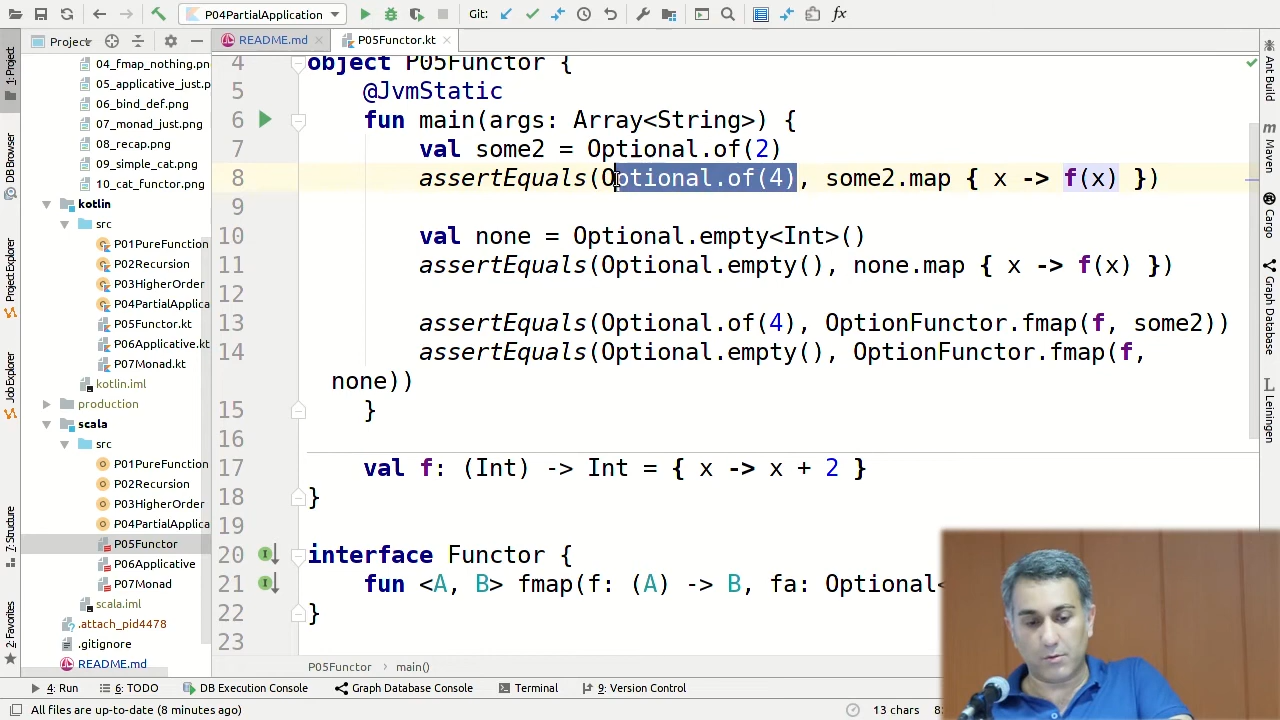 P04PartialApplication
Git:
fx
Project
README.md
P05Functor.kt
04_fmap_nothing.pn
05_applicative_just.p
06_bind_def.png
07_monad_just.png
08_recap.png
09_simple_cat.png
10_cat_functor.png
kotlin
src
P01PureFunction
P02Recursion
P03HigherOrder
P04PartialApplica
P05Functor.kt
P06Applicative.kt
P07Monad.kt
kotlin.iml
production
scala
src
P01PureFunction
P02Recursion
P03HigherOrder
P04PartialApplica
P05Functor
P06Applicative
P07Monad
scala.iml
.attach_pid4478
.gitignore
README.md
4 object P05Functor {
5 @JvmStatic
6 fun main(args: Array<String>) {
7 val some2 = Optional.of(2)
8 assertEquals(Optional.of(4), some2.map { x -> f(x) })
9
10 val none = Optional.empty<Int>()
11 assertEquals(Optional.empty(), none.map { x -> f(x) })
12
13 assertEquals(Optional.of(4), OptionFunctor.fmap(f, some2))
14 assertEquals(Optional.empty(), OptionFunctor.fmap(f,
none))
15 }
16
17 val f: (Int) -> Int = { x -> x + 2 }
18 }
19
20 interface Functor {
21 fun <A, B> fmap(f: (A) -> B, fa: Optional<
22 }
23
P05Functor › main()
1: Project
DB Browser
Project Explorer
Job Explorer
7: Structure
2: Favorites
Ant Build
m Maven
Cargo
Graph Database
L Leiningen
4: Run
6: TODO
DB Execution Console
Graph Database Console
Terminal
9: Version Control
All files are up-to-date (8 minutes ago)
13 chars